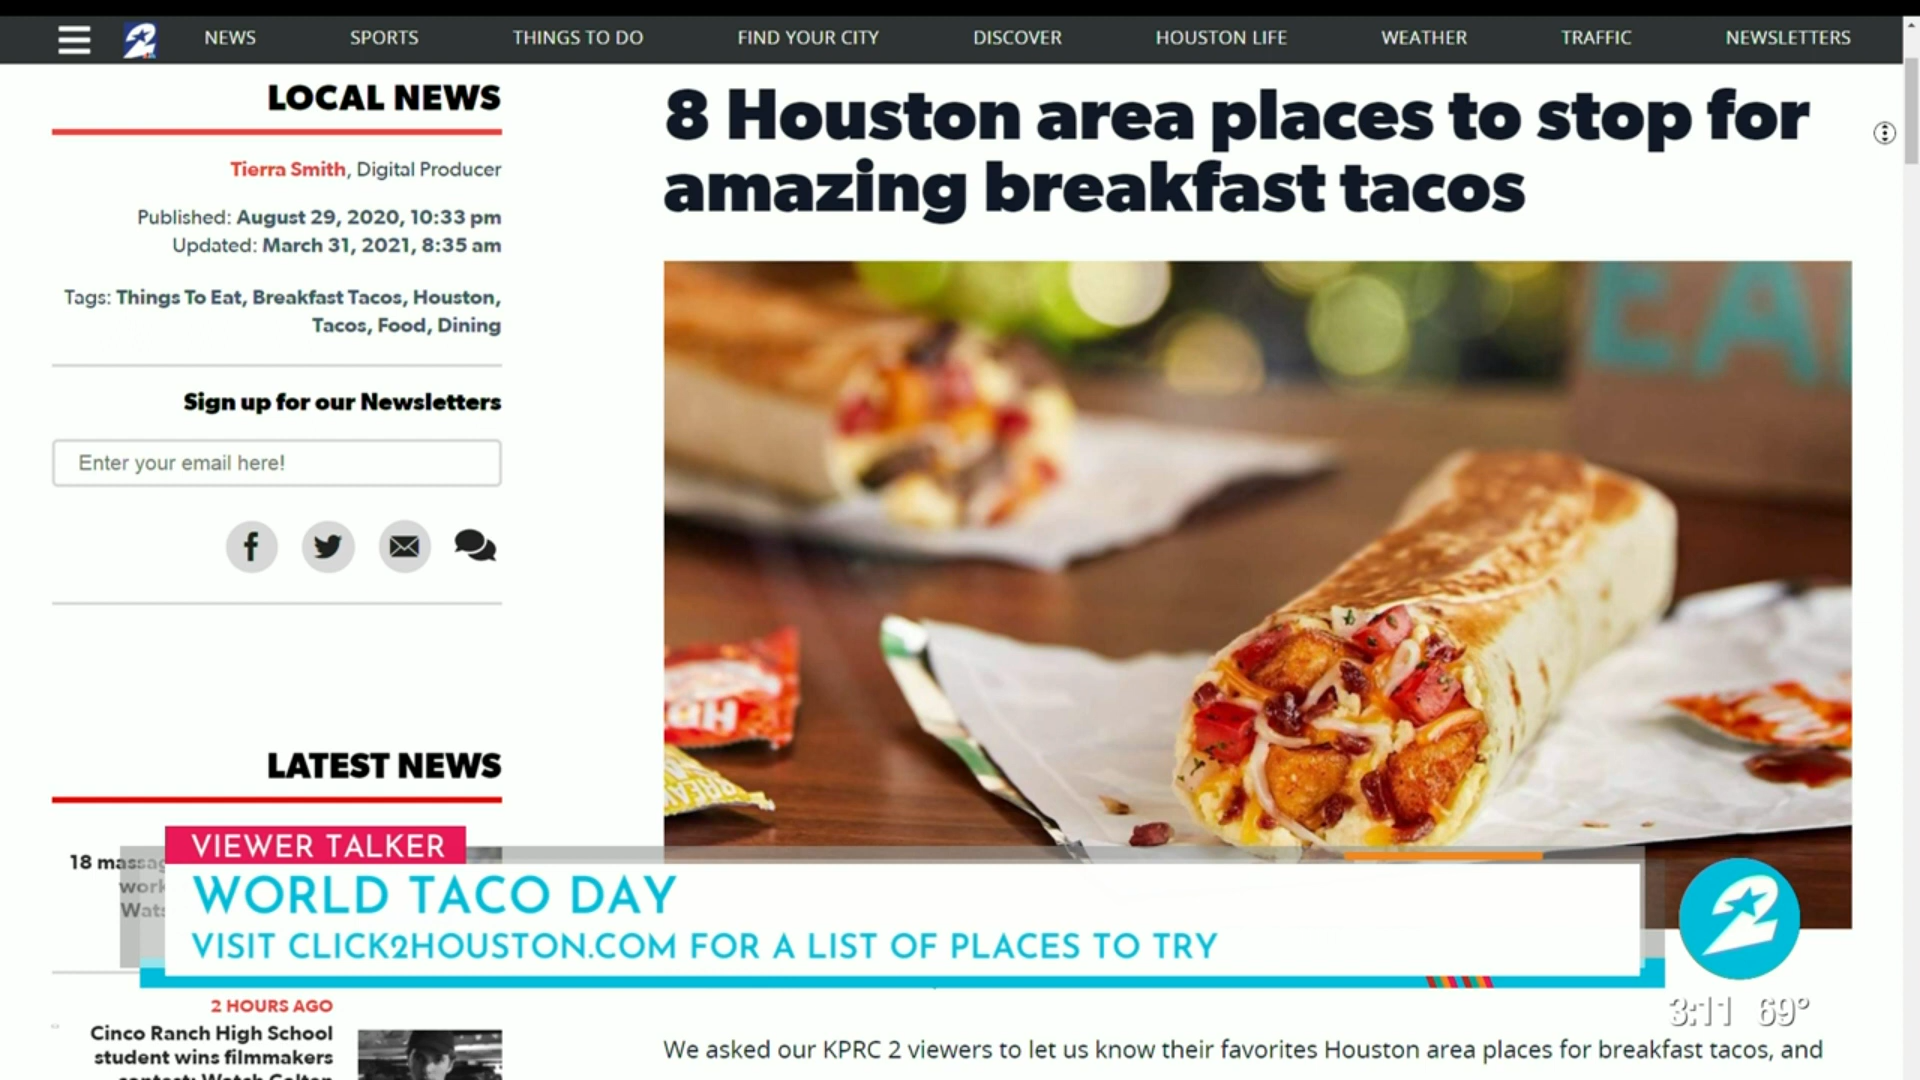 NEWS SPORTS THINGS TO DO FIND YOUR CITY DISCOVER HOUSTON LIFE WEATHER TRAFFIC NEWSLETTERS
LOCAL NEWS
Tierra Smith, Digital Producer
Published: August 29, 2020, 10:33 pm
Updated: March 31, 2021, 8:35 am
Tags: Things To Eat, Breakfast Tacos, Houston,
Tacos, Food, Dining
Sign up for our Newsletters
Enter your email here!
LATEST NEWS
18
2 HOURS AGO
Cinco Ranch High School
student wins filmmakers
8 Houston area places to stop for
amazing breakfast tacos
VIEWER TALKER
WORLD TACO DAY
VISIT CLICK2HOUSTON.COM FOR A LIST OF PLACES TO TRY
2
3:11 69°
We asked our KPRC 2 viewers to let us know their favorites Houston area places for breakfast tacos, and